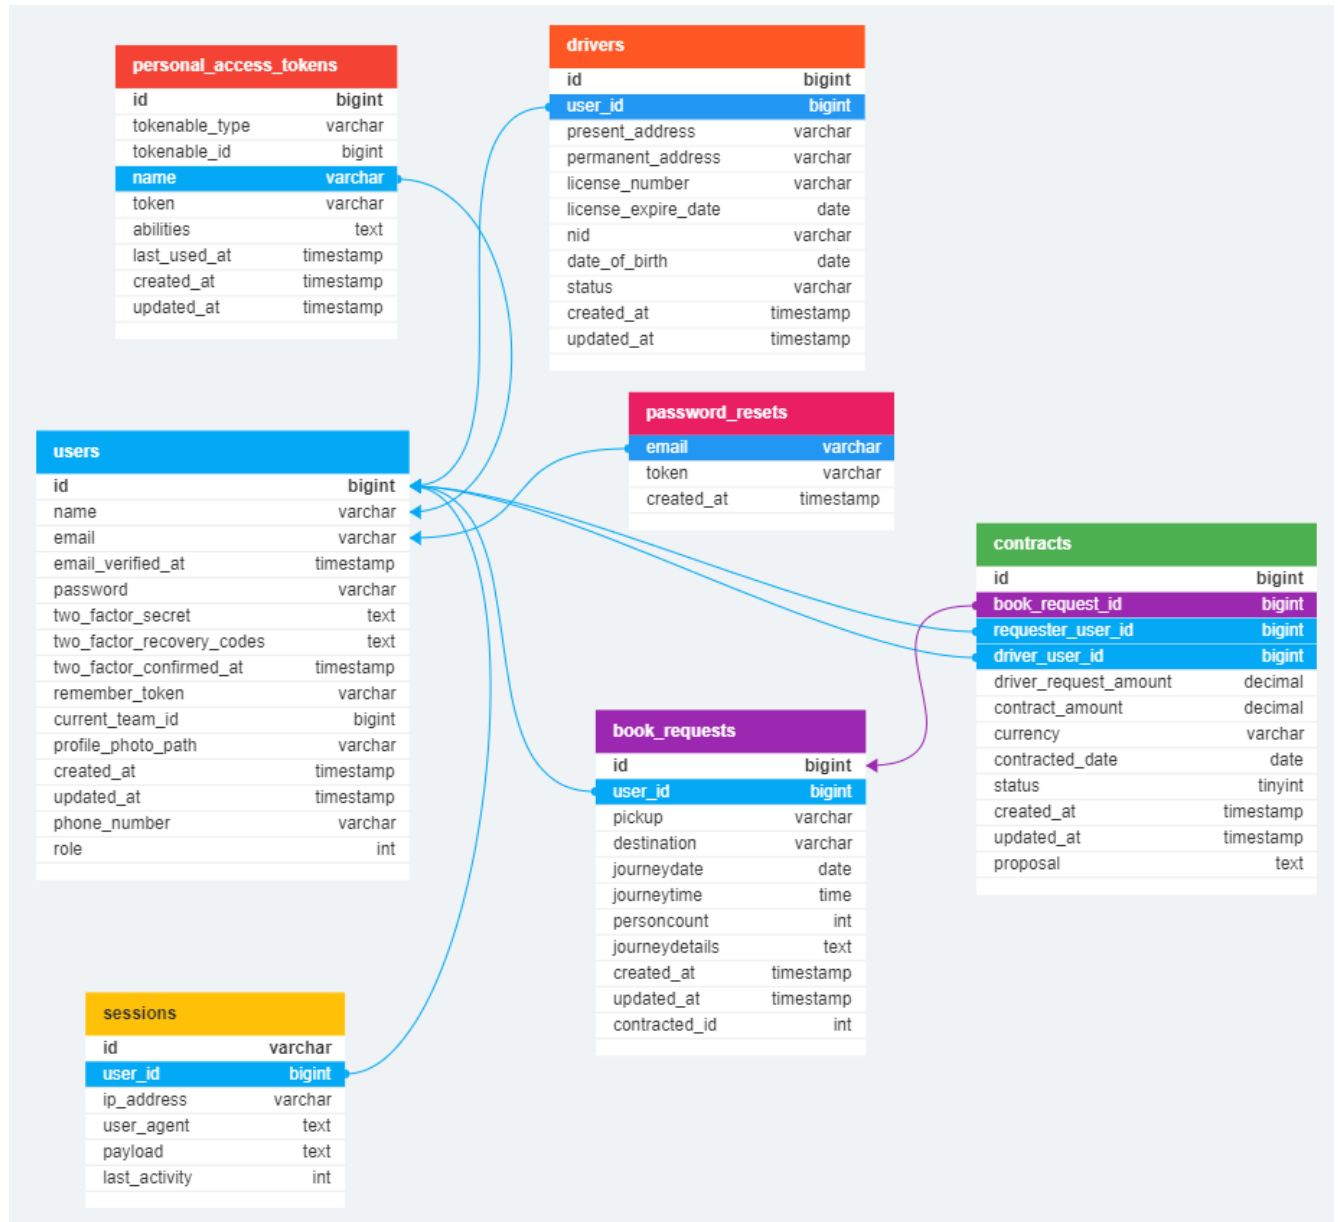 personal_access_tokens
id bigint
tokenable_type varchar
tokenable_id bigint
name varchar
token varchar
abilities text
last_used_at timestamp
created_at timestamp
updated_at timestamp
drivers
id bigint
user_id bigint
present_address varchar
permanent_address varchar
license_number varchar
license_expire_date date
nid varchar
date_of_birth date
status varchar
created_at timestamp
updated_at timestamp
password_resets
email varchar
token varchar
created_at timestamp
users
id bigint
name varchar
email varchar
email_verified_at timestamp
password varchar
two_factor_secret text
two_factor_recovery_codes text
two_factor_confirmed_at timestamp
remember_token varchar
current_team_id bigint
profile_photo_path varchar
created_at timestamp
updated_at timestamp
phone_number varchar
role int
contracts
id bigint
book_request_id bigint
requester_user_id bigint
driver_user_id bigint
driver_request_amount decimal
contract_amount decimal
currency varchar
contracted_date date
status tinyint
created_at timestamp
updated_at timestamp
proposal text
book_requests
id bigint
user_id bigint
pickup varchar
destination varchar
journeydate date
journeytime time
personcount int
journeydetails text
created_at timestamp
updated_at timestamp
contracted_id int
sessions
id varchar
user_id bigint
ip_address varchar
user_agent text
payload text
last_activity int